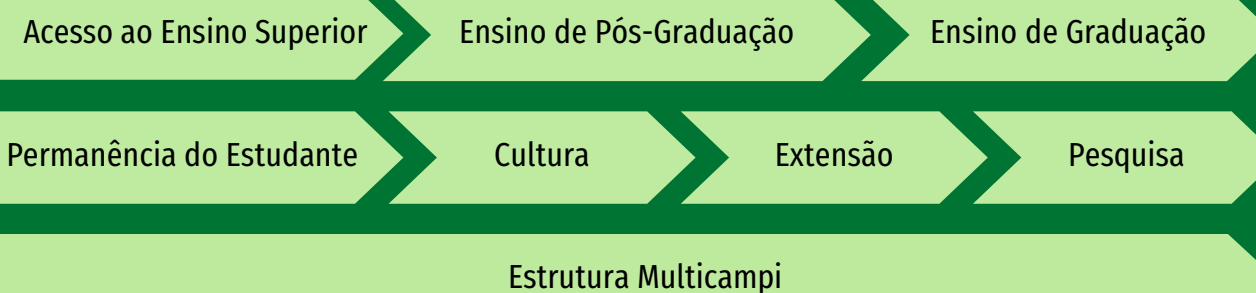 Acesso ao Ensino Superior
Ensino de Pós-Graduação
Ensino de Graduação
Permanência do Estudante
Cultura
Extensão
Pesquisa
Estrutura Multicampi